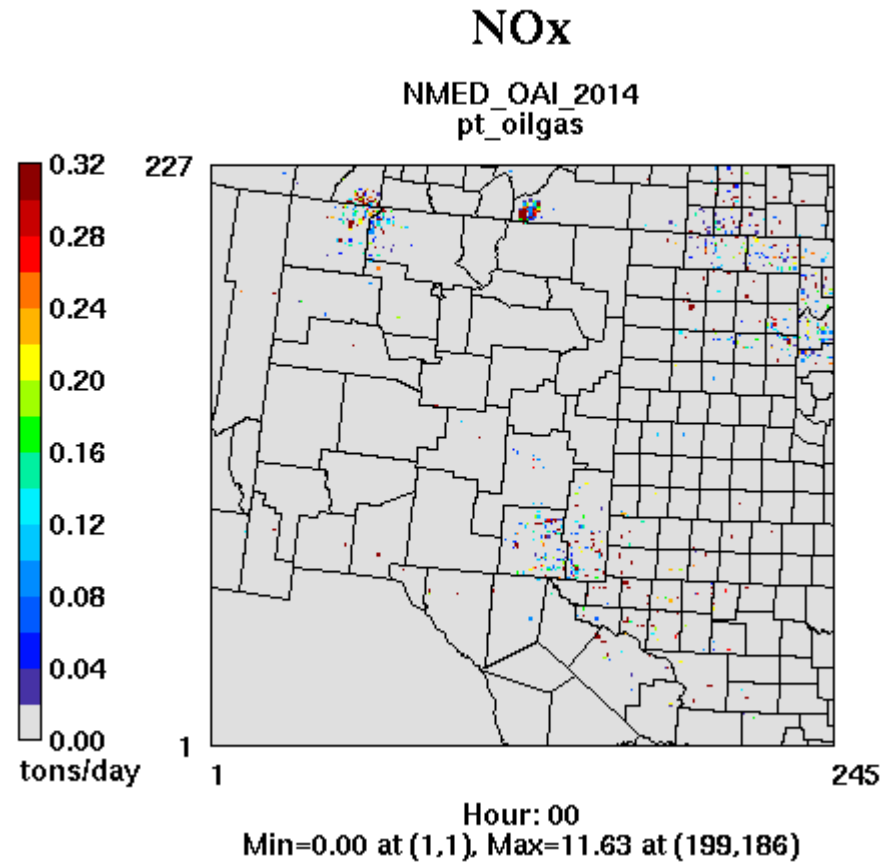 NOx
NMED_OAI_2014
pt_oilgas
0.32
0.28
0.24
0.20
0.16
0.12
0.08
0.04
0.00
tons/day
227
1
1
245
Hour: 00
Min=0.00 at (1,1), Max=11.63 at (199,186)